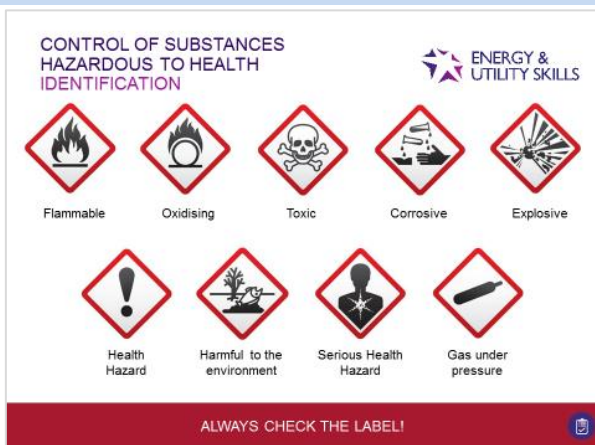 CONTROL OF SUBSTANCES
HAZARDOUS TO HEALTH
IDENTIFICATION
ENERGY &
UTILITY SKILLS
Flammable
Oxidising
Toxic
Corrosive
Explosive
Health
Hazard
Harmful to the
environment
Serious Health
Hazard
Gas under
pressure
ALWAYS CHECK THE LABEL!